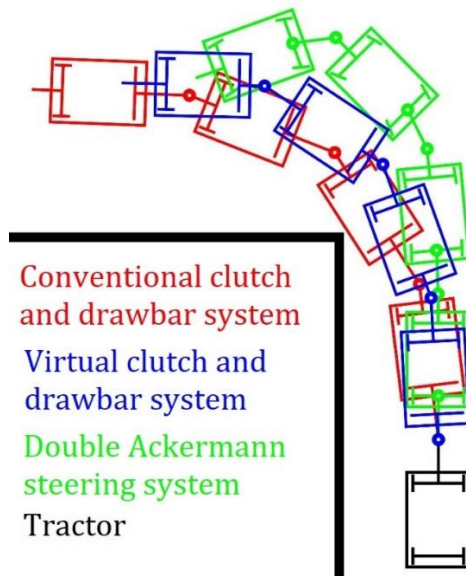 Conventional clutch
and drawbar system
Virtual clutch and
drawbar system
Double Ackermann
steering system
Tractor